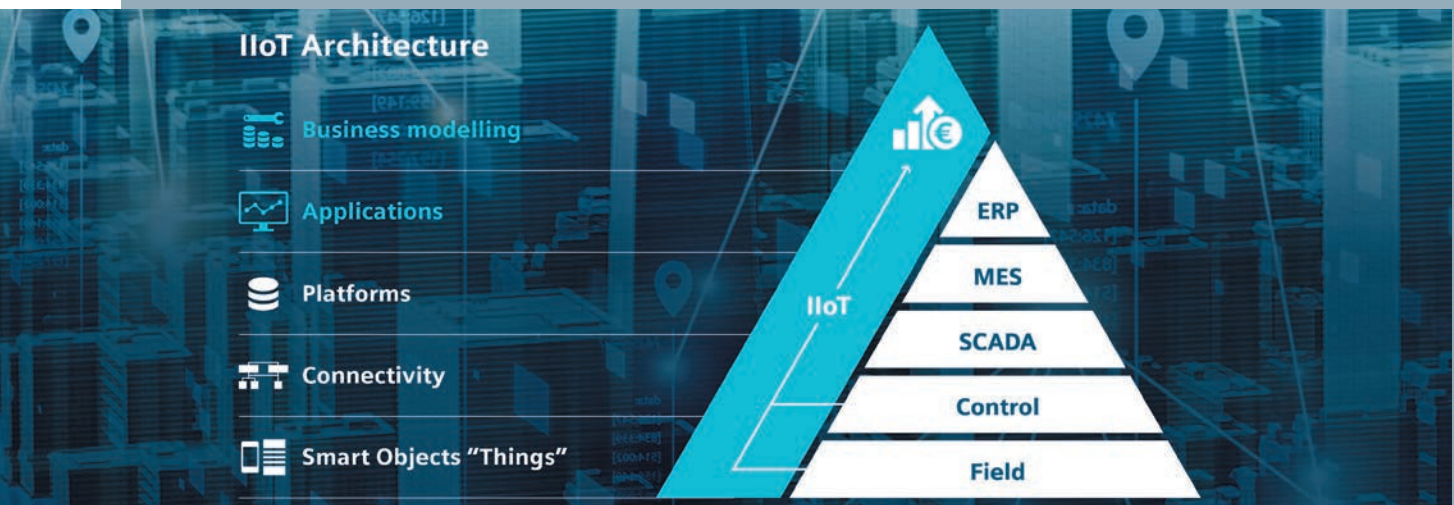 IIoT Architecture
Business modelling
Applications
Platforms
Connectivity
Smart Objects “Things”
€
IIoT
ERP
MES
SCADA
Control
Field